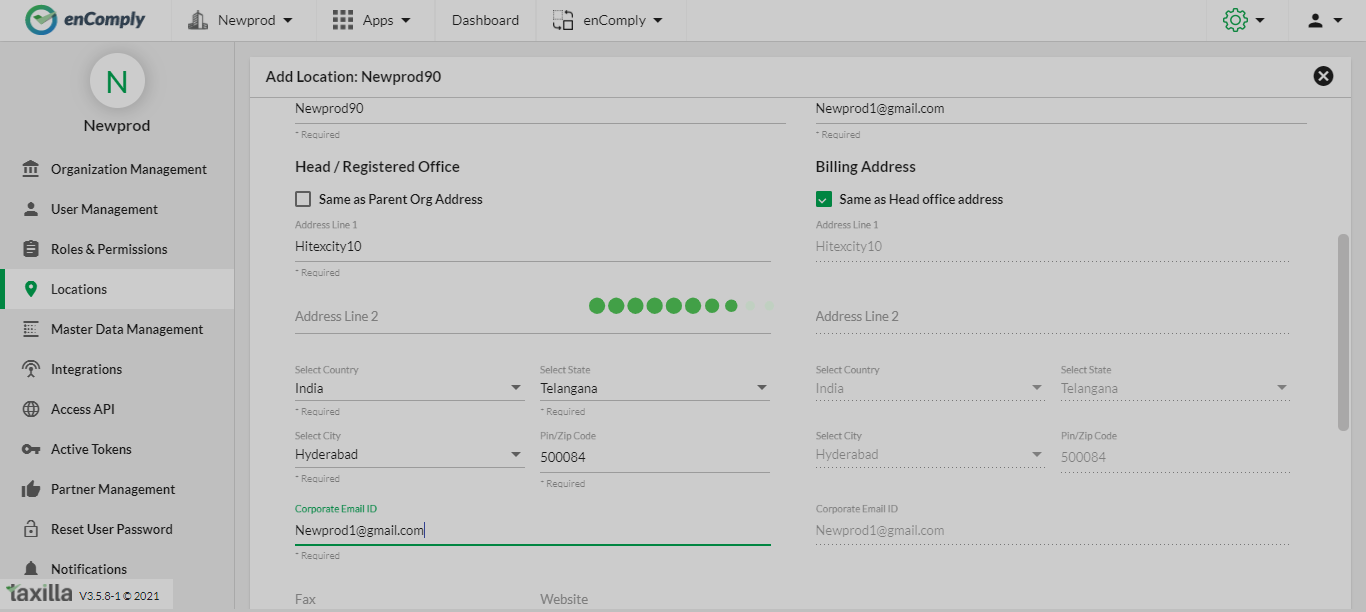 enComply
Newprod
Apps
Dashboard
enComply
N
Newprod
Organization Management
User Management
Roles & Permissions
Locations
Master Data Management
Integrations
Access API
Active Tokens
Partner Management
Reset User Password
Notifications
taxilla V3.5.8-1 © 2021
Add Location: Newprod90
Newprod90 Newprod1@gmail.com
* Required * Required
Head / Registered Office Billing Address
Same as Parent Org Address Same as Head office address
Address Line 1 Address Line 1
Hitexcity10 Hitexcity10
* Required
Address Line 2 Address Line 2
Select Country Select State Select Country Select State
India Telangana India Telangana
* Required * Required
Select City Pin/Zip Code Select City Pin/Zip Code
Hyderabad 500084 Hyderabad 500084
* Required * Required
Corporate Email ID Corporate Email ID
Newprod1@gmail.com Newprod1@gmail.com
* Required
Fax Website